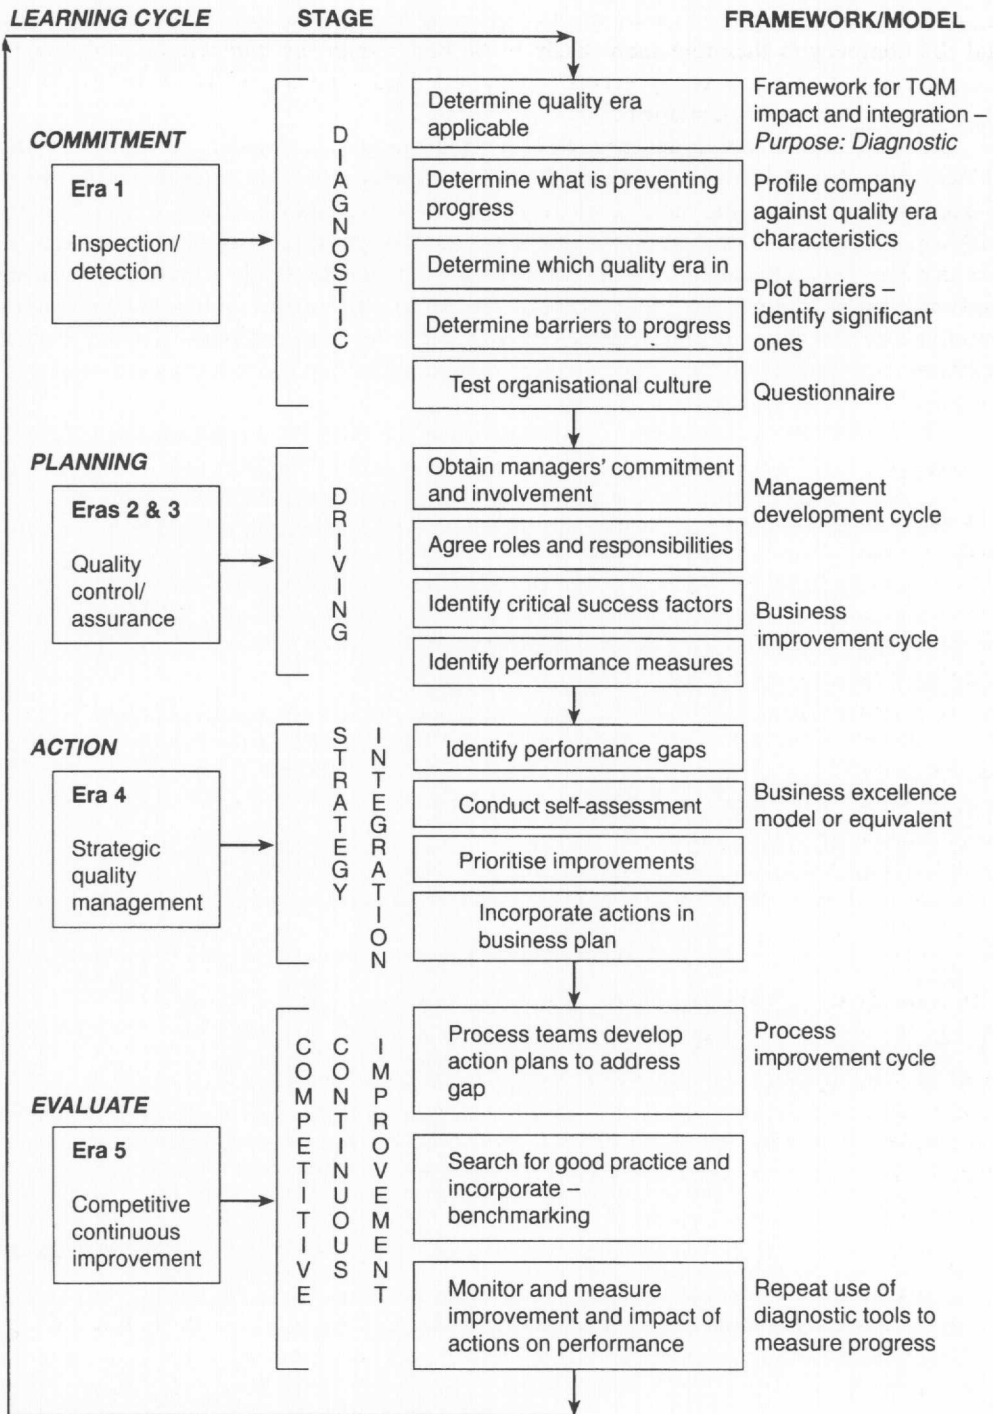 LEARNING CYCLE
STAGE
FRAMEWORK/MODEL
COMMITMENT
Era 1
Inspection/
detection
DIAGNOSTIC
Determine quality era
applicable
Determine what is preventing
progress
Determine which quality era in
Determine barriers to progress
Test organisational culture
Framework for TQM
impact and integration –
Purpose: Diagnostic
Profile company
against quality era
characteristics
Plot barriers –
identify significant
ones
Questionnaire
PLANNING
Eras 2 & 3
Quality
control/
assurance
DRIVING
Obtain managers' commitment
and involvement
Agree roles and responsibilities
Identify critical success factors
Identify performance measures
Management
development cycle
Business
improvement cycle
ACTION
Era 4
Strategic
quality
management
STRATEGY
INTEGRATION
Identify performance gaps
Conduct self-assessment
Prioritise improvements
Incorporate actions in
business plan
Business excellence
model or equivalent
EVALUATE
Era 5
Competitive
continuous
improvement
COMPETITIVE
CONTINUOUS
IMPROVEMENT
Process teams develop
action plans to address
gap
Search for good practice and
incorporate –
benchmarking
Monitor and measure
improvement and impact of
actions on performance
Process
improvement cycle
Repeat use of
diagnostic tools to
measure progress